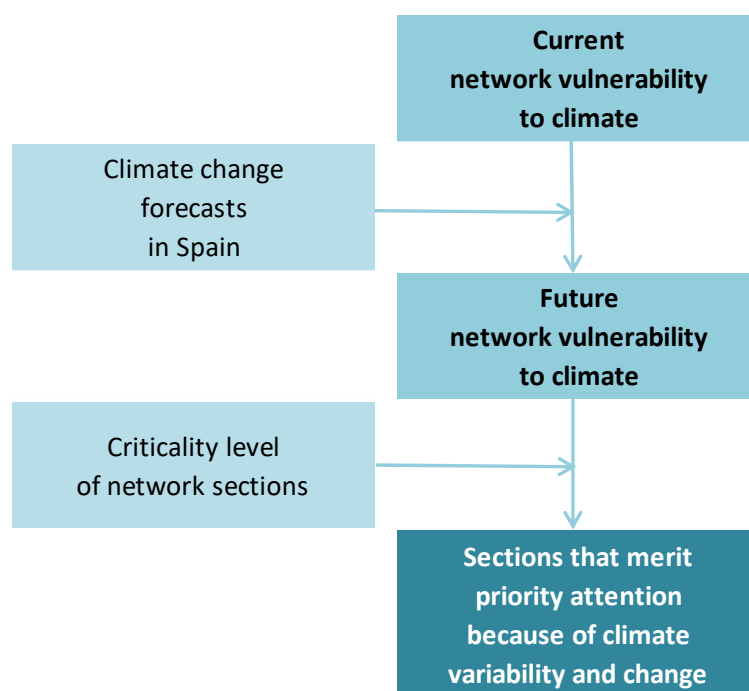 Current
network vulnerability
to climate
Climate change
forecasts
in Spain
Future
network vulnerability
to climate
Criticality level
of network sections
Sections that merit
priority attention
because of climate
variability and change